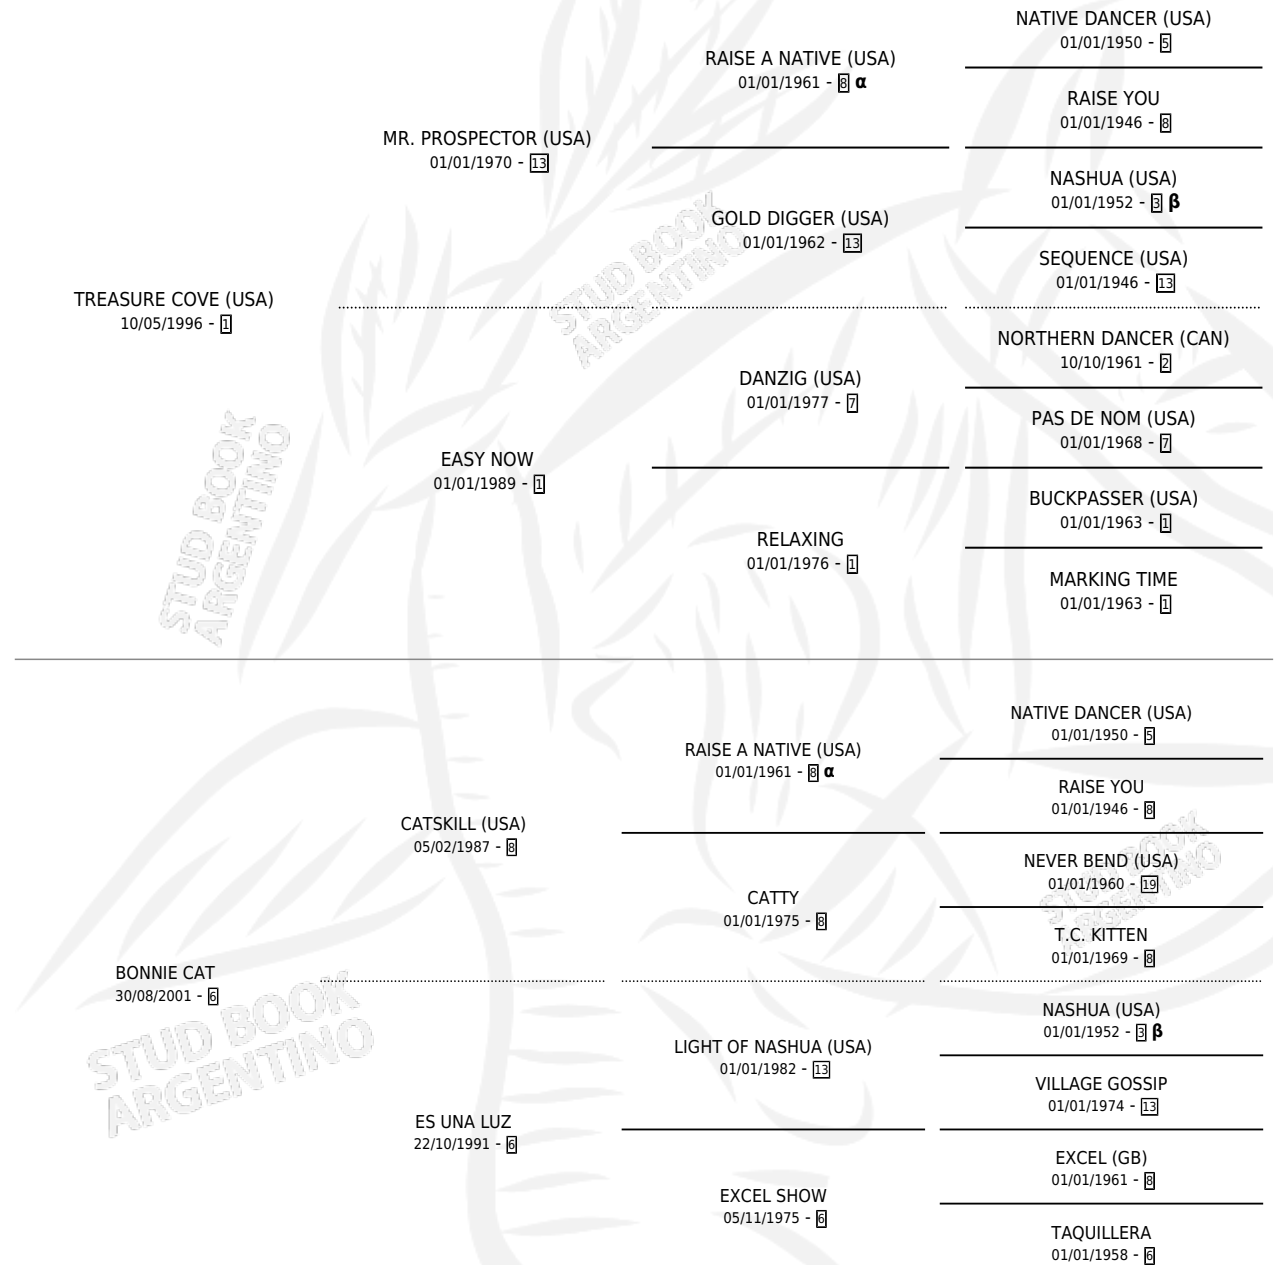 NATIVE DANCER (USA)
01/01/1950 - 5
RAISE A NATIVE (USA)
01/01/1961 - 8 α
RAISE YOU
01/01/1946 - 8
MR. PROSPECTOR (USA)
01/01/1970 - 13
NASHUA (USA)
01/01/1952 - 3 β
GOLD DIGGER (USA)
01/01/1962 - 13
SEQUENCE (USA)
01/01/1946 - 13
TREASURE COVE (USA)
10/05/1996 - 1
STUD BOOK
ARGENTINO
NORTHERN DANCER (CAN)
10/10/1961 - 2
DANZIG (USA)
01/01/1977 - 7
PAS DE NOM (USA)
01/01/1968 - 7
EASY NOW
01/01/1989 - 1
BUCKPASSER (USA)
01/01/1963 - 1
RELAXING
01/01/1976 - 1
MARKING TIME
01/01/1963 - 1
STUD BOOK
ARGENTINO
NATIVE DANCER (USA)
01/01/1950 - 5
RAISE A NATIVE (USA)
01/01/1961 - 8 α
RAISE YOU
01/01/1946 - 8
CATSKILL (USA)
05/02/1987 - 8
NEVER BEND (USA)
01/01/1960 - 19
CATTY
01/01/1975 - 8
T.C. KITTEN
01/01/1969 - 8
STUD BOOK
ARGENTINO
BONNIE CAT
30/08/2001 - 6
STUD BOOK
ARGENTINO
NASHUA (USA)
01/01/1952 - 3 β
LIGHT OF NASHUA (USA)
01/01/1982 - 13
VILLAGE GOSSIP
01/01/1974 - 13
ES UNA LUZ
22/10/1991 - 6
EXCEL (GB)
01/01/1961 - 8
EXCEL SHOW
05/11/1975 - 6
TAQUILLERA
01/01/1958 - 6